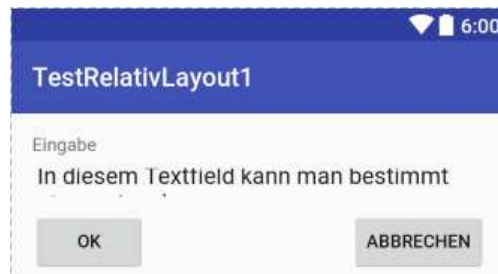 6:00
TestRelativLayout1
Eingabe
In diesem Textfield kann man bestimmt
OK
ABBRECHEN